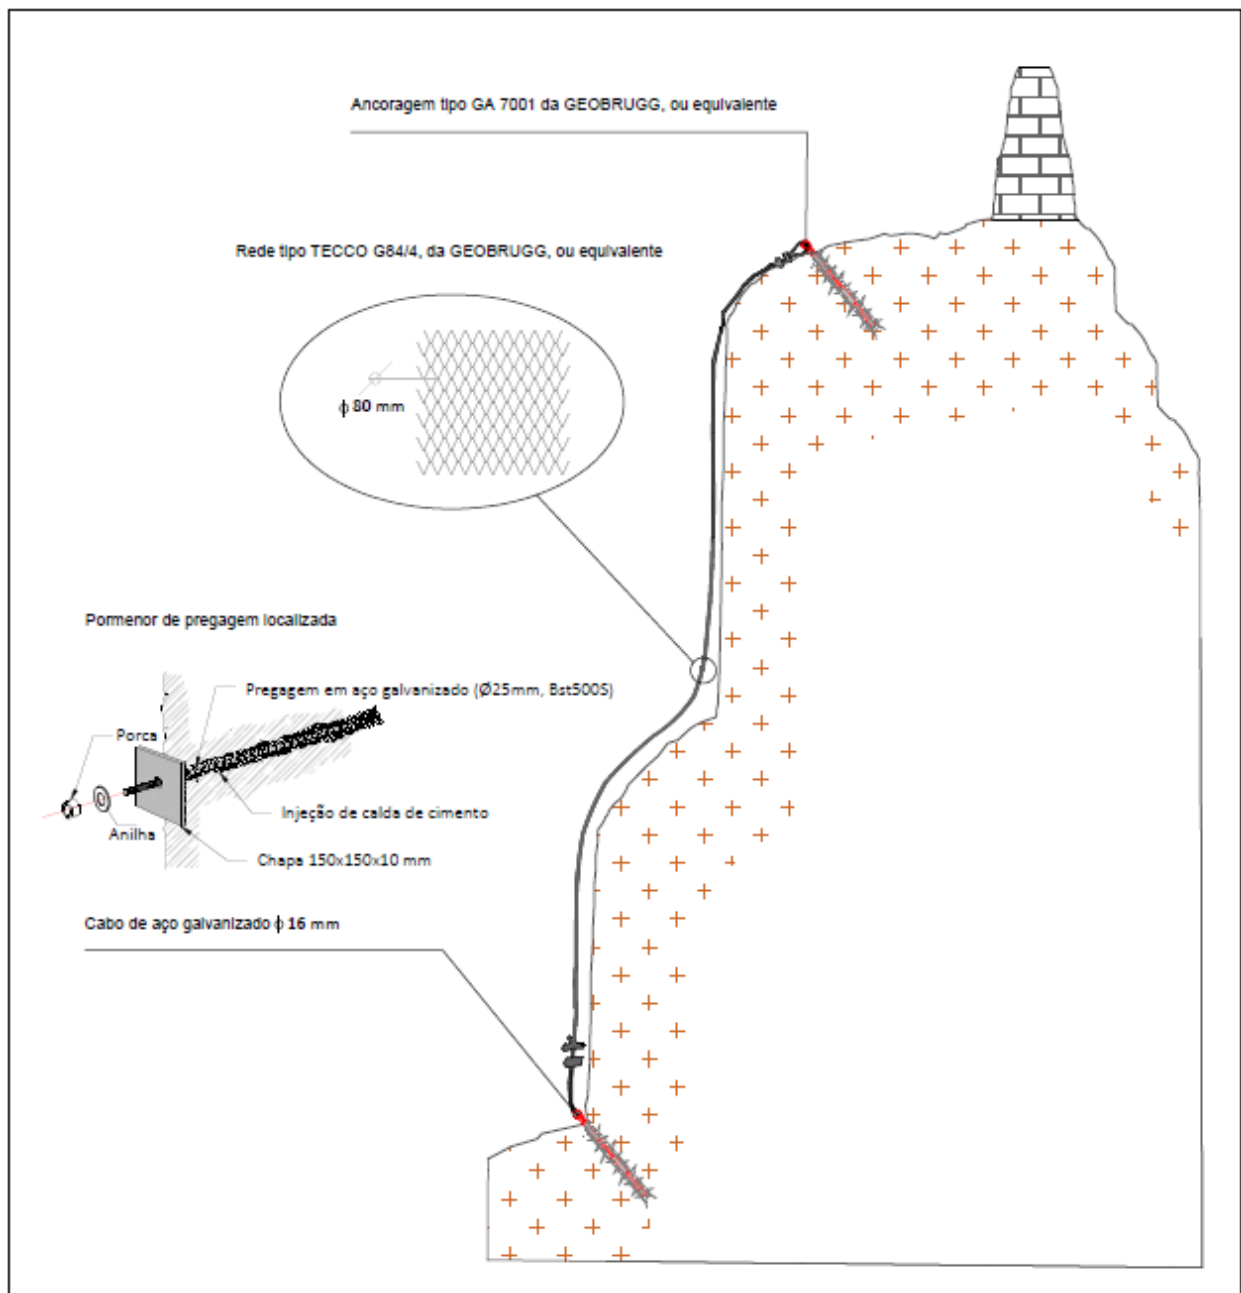 Ancoragem tipo GA 7001 da GEOBRUGG, ou equivalente
Rede tipo TECCO G84/4, da GEOBRUGG, ou equivalente
ϕ 80 mm
Pormenor de pregagem localizada
Pregagem em aço galvanizado (Ø25mm, Bst500S)
Porca
Injeção de calda de cimento
Anilha
Chapa 150x150x10 mm
Cabo de aço galvanizado ϕ 16 mm